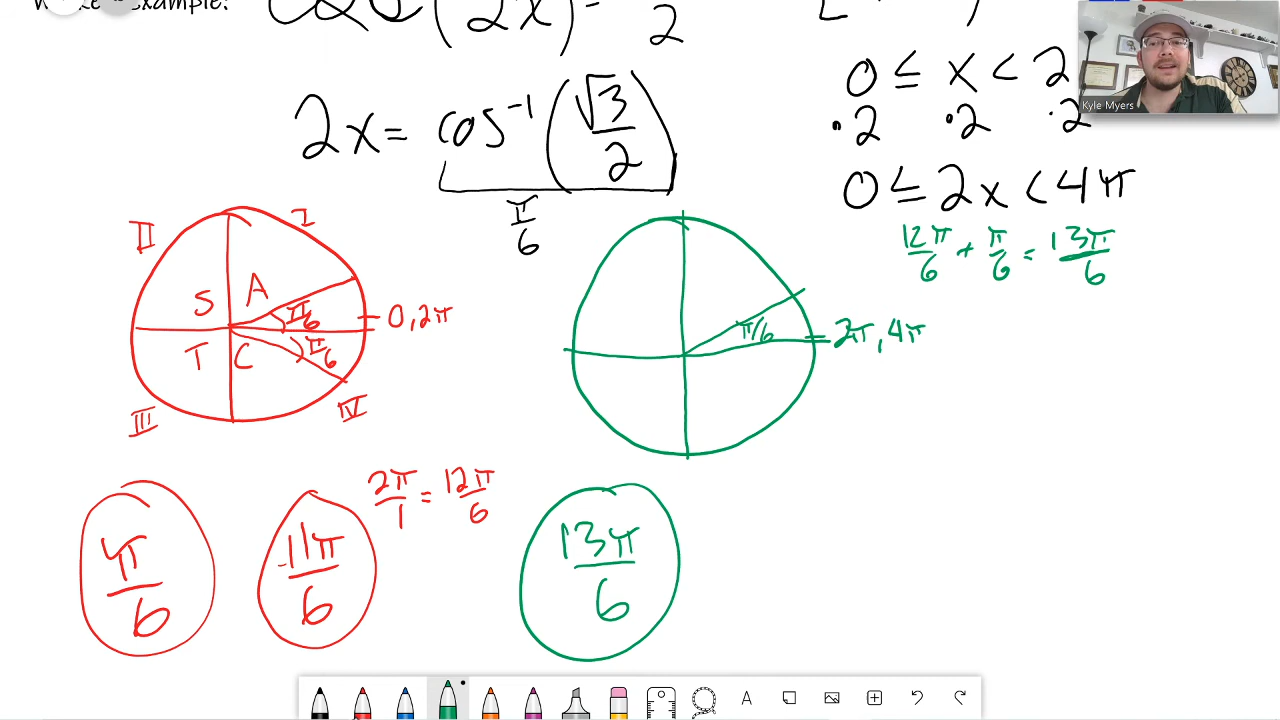 example:
cos(2x) = /2
[ )
0 ≤ x < 2
·2 ·2 ·2
Kyle Myers
2x = cos⁻¹(√3/2)
π/6
0 ≤ 2x < 4π
12π/6 + π/6 = 13π/6
II I
S A π/6
0, 2π
T C π/6
III IV
π/6
2π, 4π
2π/1 = 12π/6
π/6
11π/6
13π/6
A